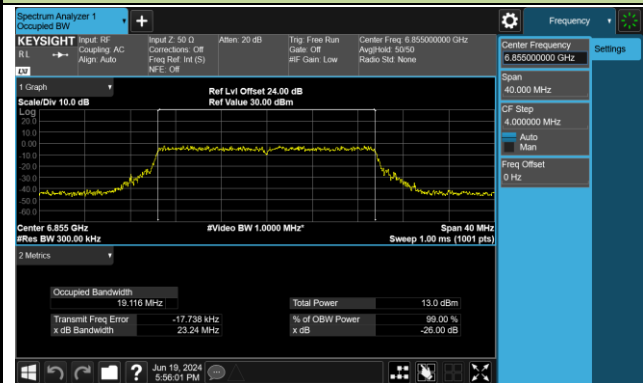 Spectrum Analyzer 1
Occupied BW
Frequency
KEYSIGHT
Input: RF
Coupling: AC
Align: Auto
Input Z: 50 Ω
Corrections: Off
Freq Ref: Int (S)
NFE: Off
Atten: 20 dB
Trig: Free Run
Gate: Off
#IF Gain: Low
Center Freq: 6.855000000 GHz
Avg|Hold: 50/50
Radio Std: None
RL
LXI
Center Frequency
6.855000000 GHz
Settings
Span
40.000 MHz
CF Step
4.000000 MHz
Auto
Man
Freq Offset
0 Hz
1 Graph
Scale/Div 10.0 dB
Ref Lvl Offset 24.00 dB
Ref Value 30.00 dBm
Log
20.0
10.0
0.00
-10.0
-20.0
-30.0
-40.0
-50.0
-60.0
Center 6.855 GHz
#Res BW 300.00 kHz
#Video BW 1.0000 MHz*
Span 40 MHz
Sweep 1.00 ms (1001 pts)
2 Metrics
Occupied Bandwidth
19.116 MHz
Total Power 13.0 dBm
Transmit Freq Error -17.738 kHz
% of OBW Power 99.00 %
x dB Bandwidth 23.24 MHz
x dB -26.00 dB
?
Jun 19, 2024
5:56:01 PM